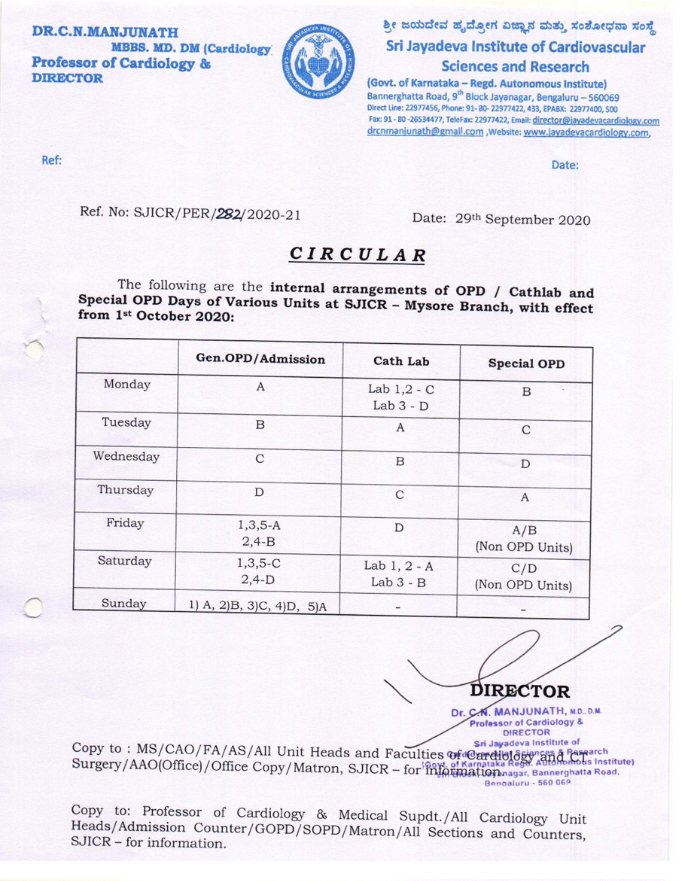 DR.C.N.MANJUNATH
MBBS. MD. DM (Cardiology)
Professor of Cardiology &
DIRECTOR
SRI JAYADEVA INSTITUTE OF CARDIOVASCULAR SCIENCES & RESEARCH
ಶ್ರೀ ಜಯದೇವ ಹೃದ್ರೋಗ ವಿಜ್ಞಾನ ಮತ್ತು ಸಂಶೋಧನಾ ಸಂಸ್ಥೆ
Sri Jayadeva Institute of Cardiovascular
Sciences and Research
(Govt. of Karnataka – Regd. Autonomous Institute)
Bannerghatta Road, 9th Block Jayanagar, Bengaluru – 560069
Direct Line: 22977456, Phone: 91- 80- 22977422, 433, EPABX: 22977400, 500
Fax: 91 - 80 -26534477, TeleFax: 22977422, Email: director@jayadevacardiology.com
drcnmanjunath@gmail.com ,Website: www.jayadevacardiology.com,
Ref:
Date:
Ref. No: SJICR/PER/282/2020-21
Date: 29th September 2020
CIRCULAR
The following are the internal arrangements of OPD / Cathlab and
Special OPD Days of Various Units at SJICR – Mysore Branch, with effect
from 1st October 2020:
Gen.OPD/Admission Cath Lab Special OPD
Monday A Lab 1,2 - C B
Lab 3 - D
Tuesday B A C
Wednesday C B D
Thursday D C A
Friday 1,3,5-A D A/B
2,4-B (Non OPD Units)
Saturday 1,3,5-C Lab 1, 2 - A C/D
2,4-D Lab 3 - B (Non OPD Units)
Sunday 1) A, 2)B, 3)C, 4)D, 5)A - -
DIRECTOR
Dr. C.N. MANJUNATH, M.D., D.M.
Professor of Cardiology &
DIRECTOR
Sri Jayadeva Institute of
Cardiovascular Sciences & Research
(Govt. of Karnataka Regd. Autonomous Institute)
Jayanagar, Bannerghatta Road,
Bengaluru - 560 069
Copy to : MS/CAO/FA/AS/All Unit Heads and Faculties of Cardiology and CT
Surgery/AAO(Office)/Office Copy/Matron, SJICR – for information.
Copy to: Professor of Cardiology & Medical Supdt./All Cardiology Unit
Heads/Admission Counter/GOPD/SOPD/Matron/All Sections and Counters,
SJICR – for information.